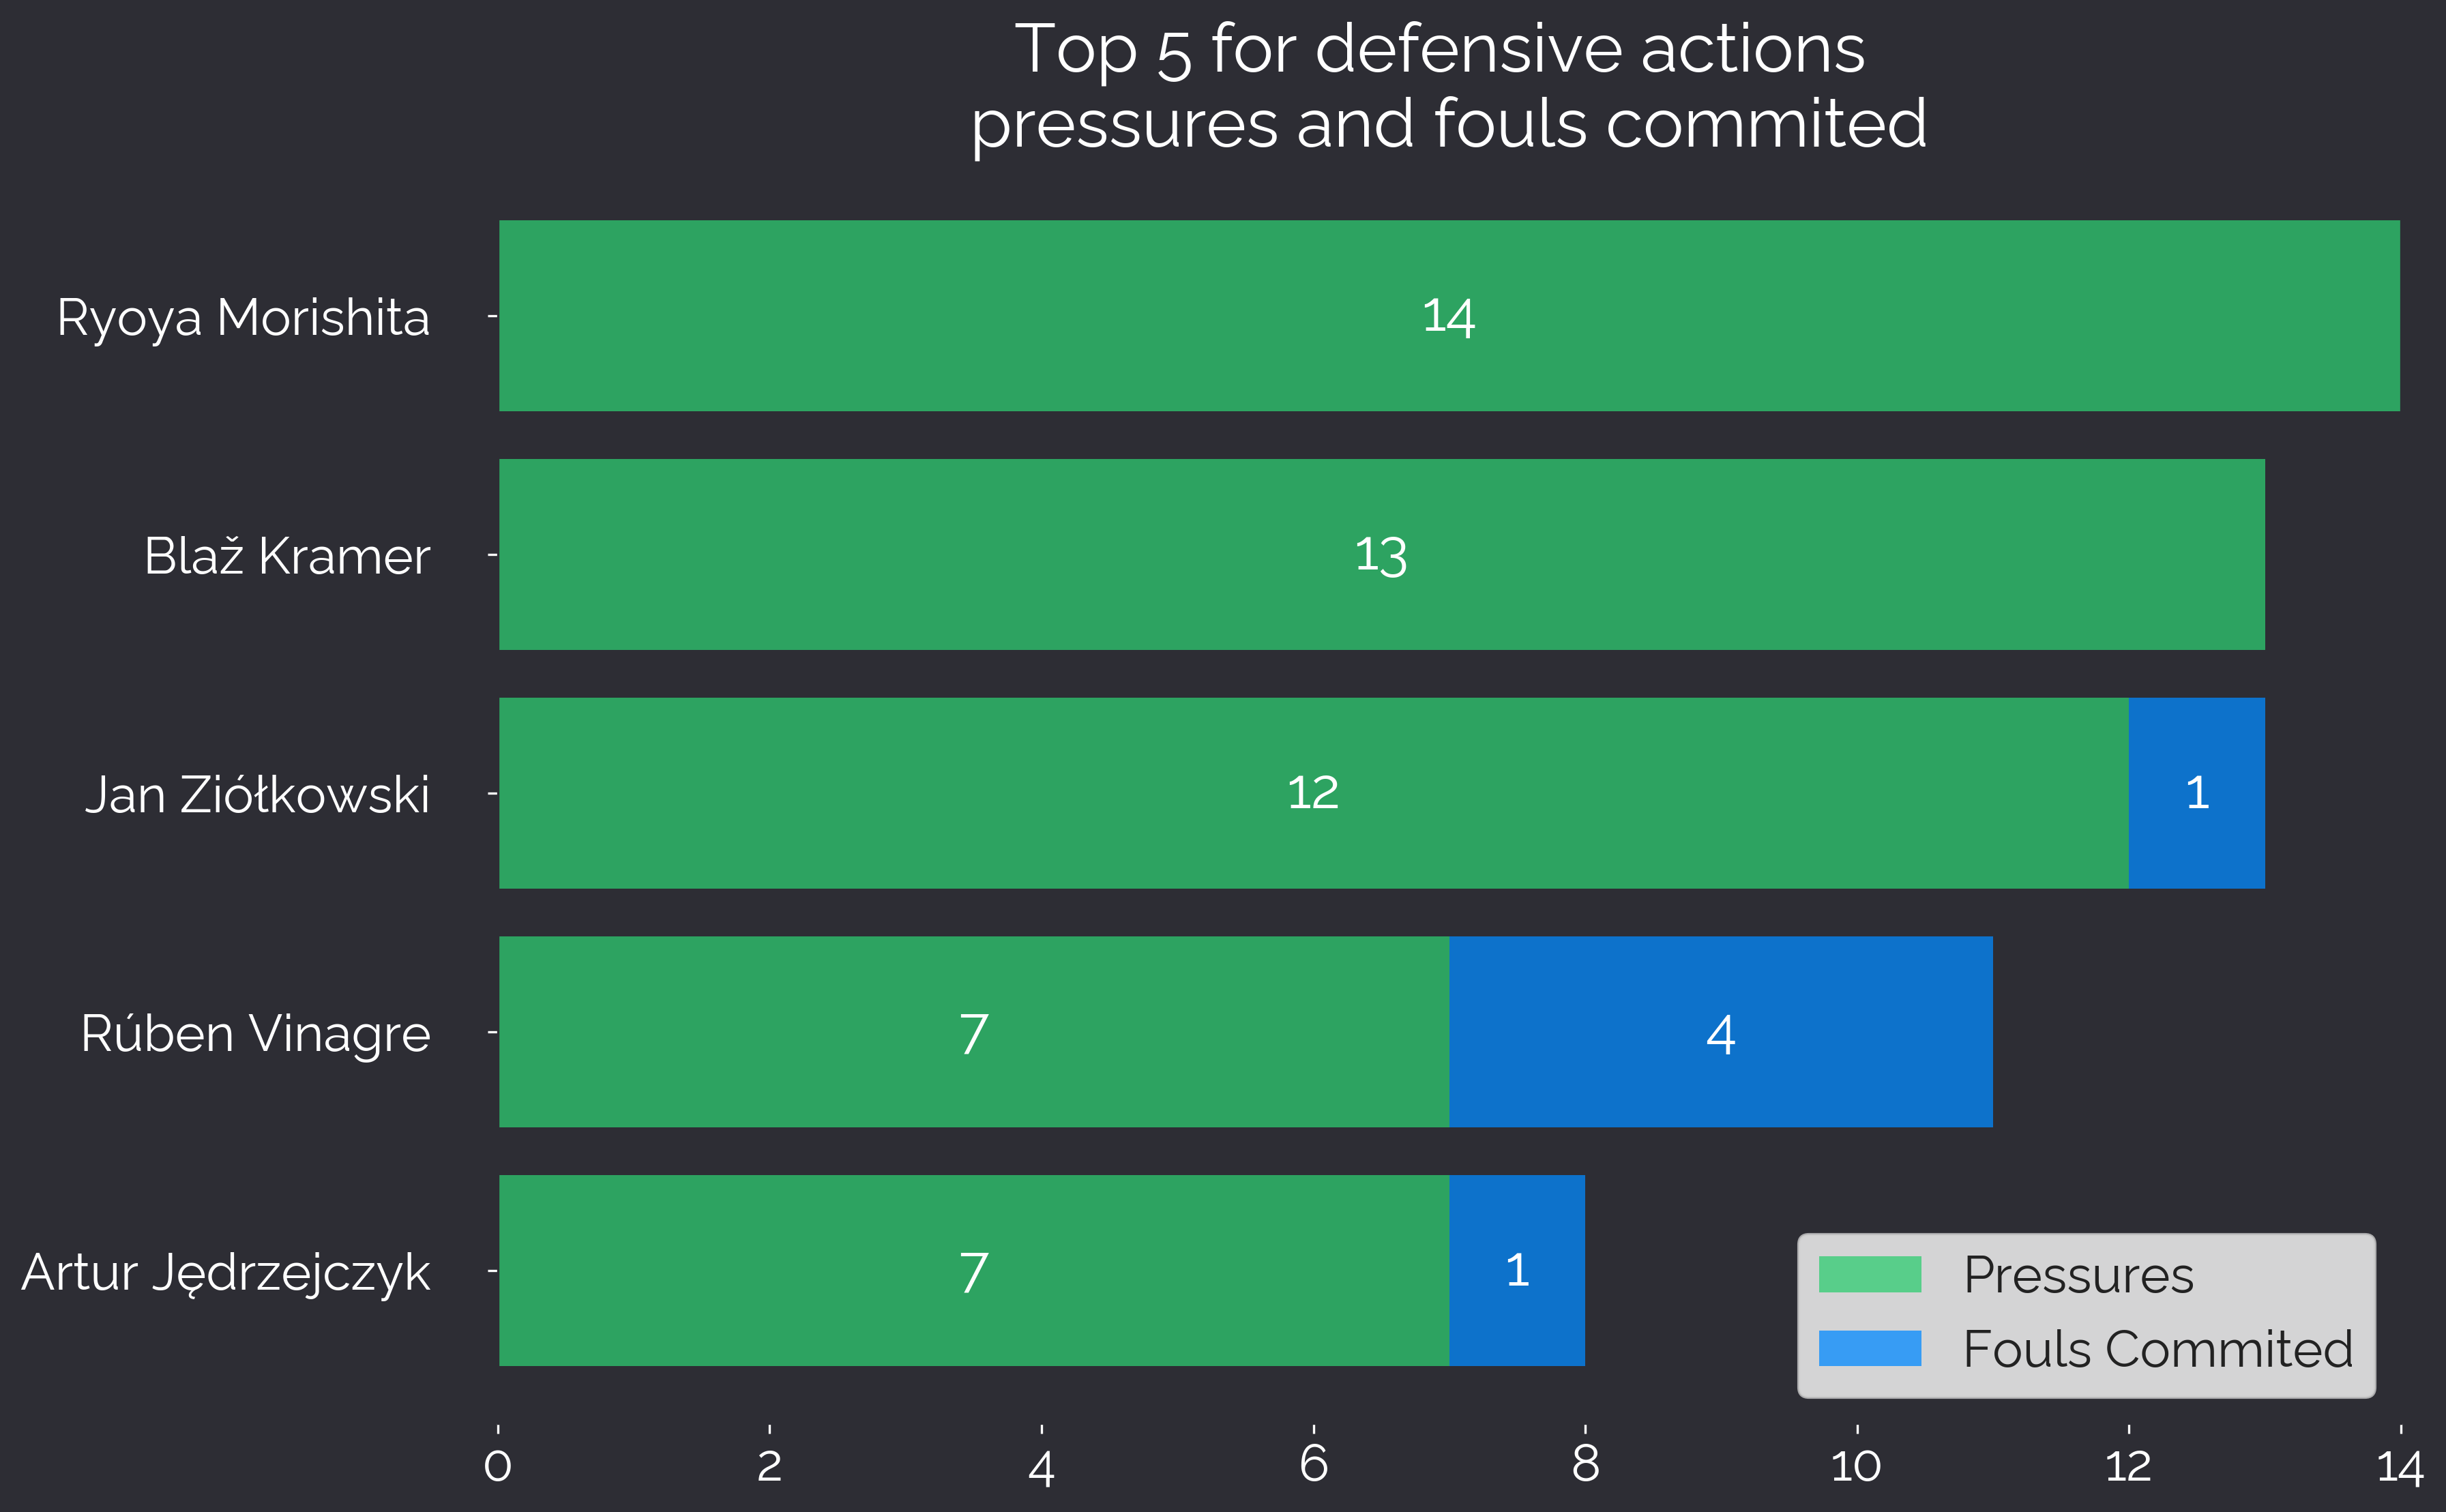 Top 5 for defensive actions
pressures and fouls commited
Ryoya Morishita
14
Blaž Kramer
13
Jan Ziółkowski
12
1
Rúben Vinagre
7
4
Artur Jędrzejczyk
7
1
Pressures
Fouls Commited
0 2 4 6 8 10 12 14